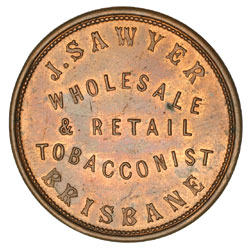 J. SAWYER
WHOLESALE
& RETAIL
TOBACCONIST
BRISBANE